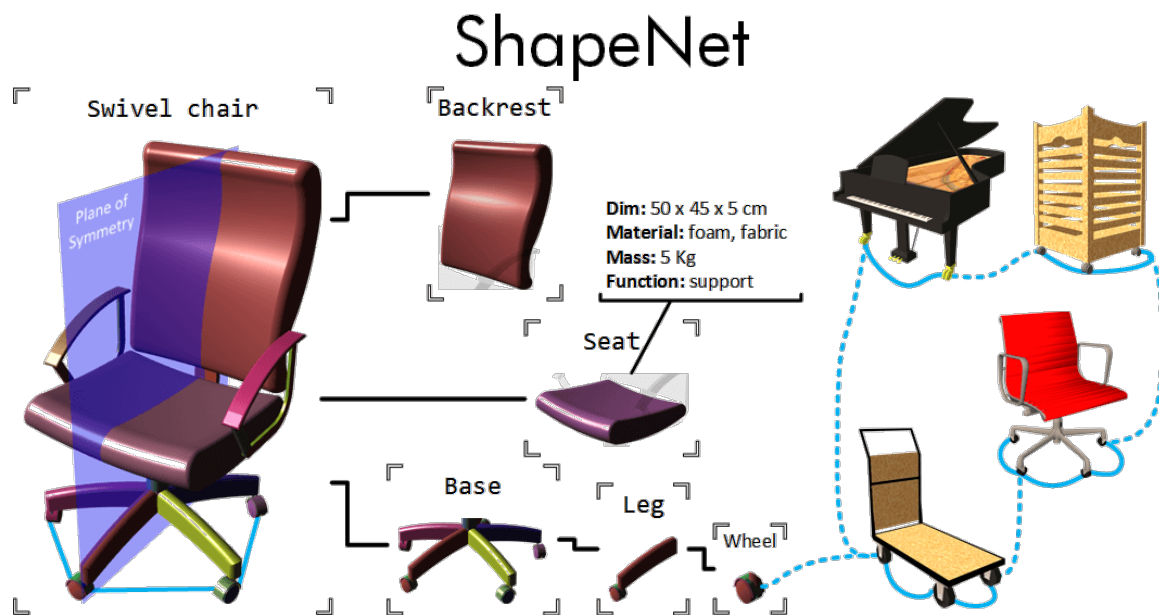 ShapeNet
Swivel chair
Plane of
Symmetry
Backrest
Dim: 50 x 45 x 5 cm
Material: foam, fabric
Mass: 5 Kg
Function: support
Seat
Base
Leg
Wheel